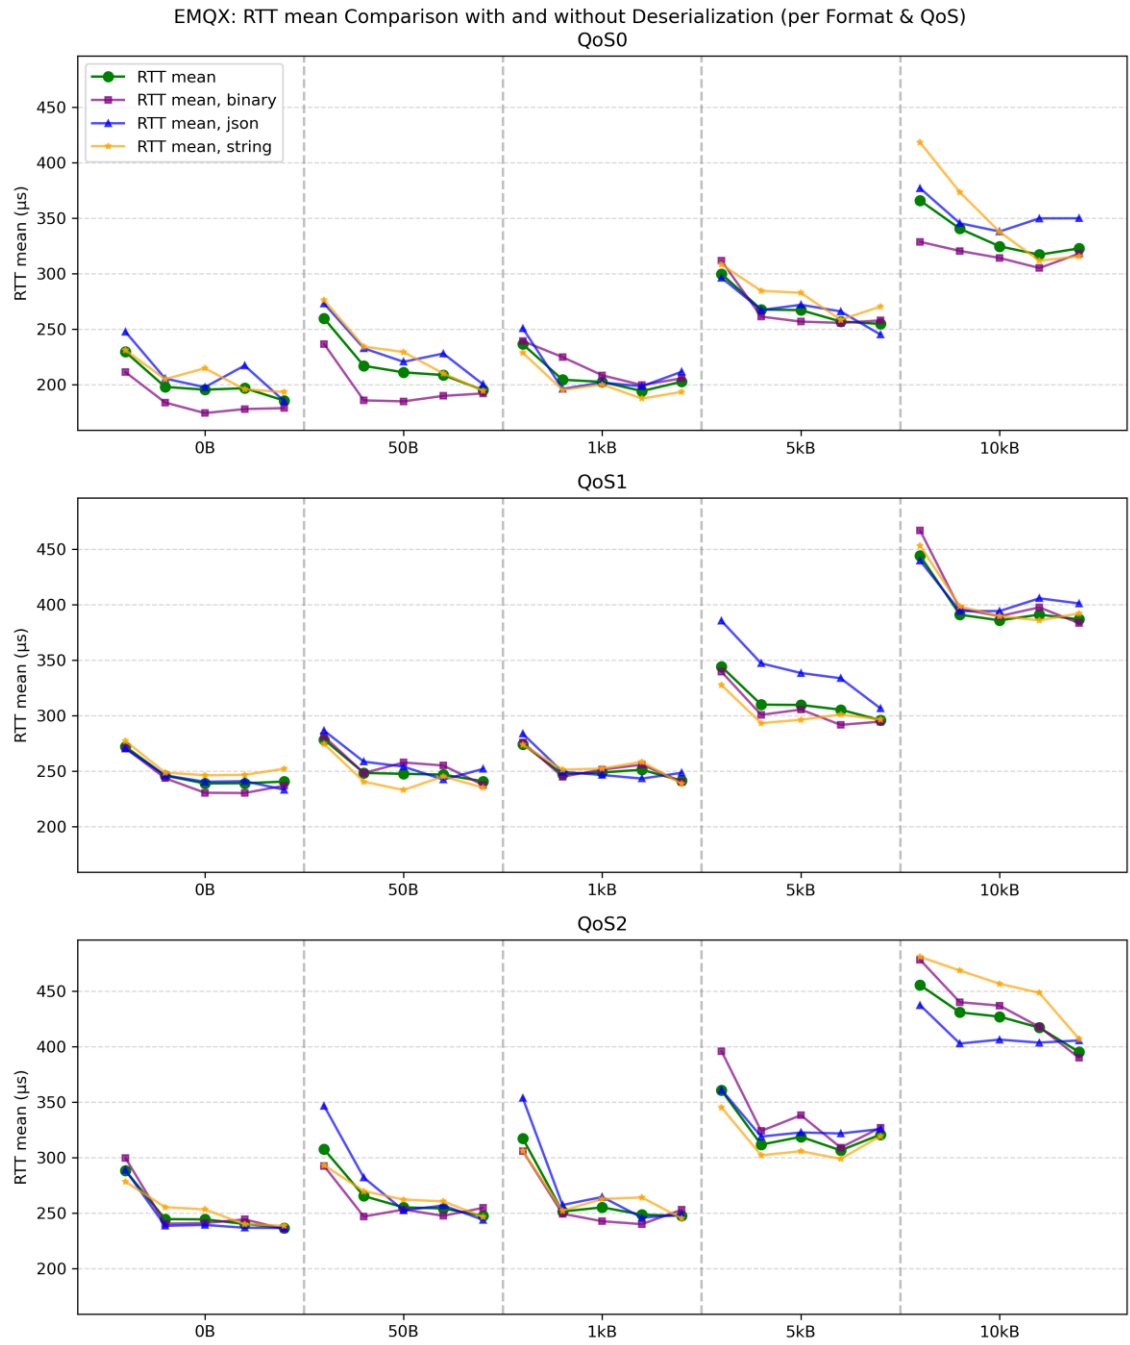 EMQX: RTT mean Comparison with and without Deserialization (per Format & QoS)
QoS0
RTT mean
RTT mean, binary
RTT mean, json
RTT mean, string
RTT mean (µs)
450
400
350
300
250
200
0B 50B 1kB 5kB 10kB
QoS1
RTT mean (µs)
450
400
350
300
250
200
0B 50B 1kB 5kB 10kB
QoS2
RTT mean (µs)
450
400
350
300
250
200
0B 50B 1kB 5kB 10kB